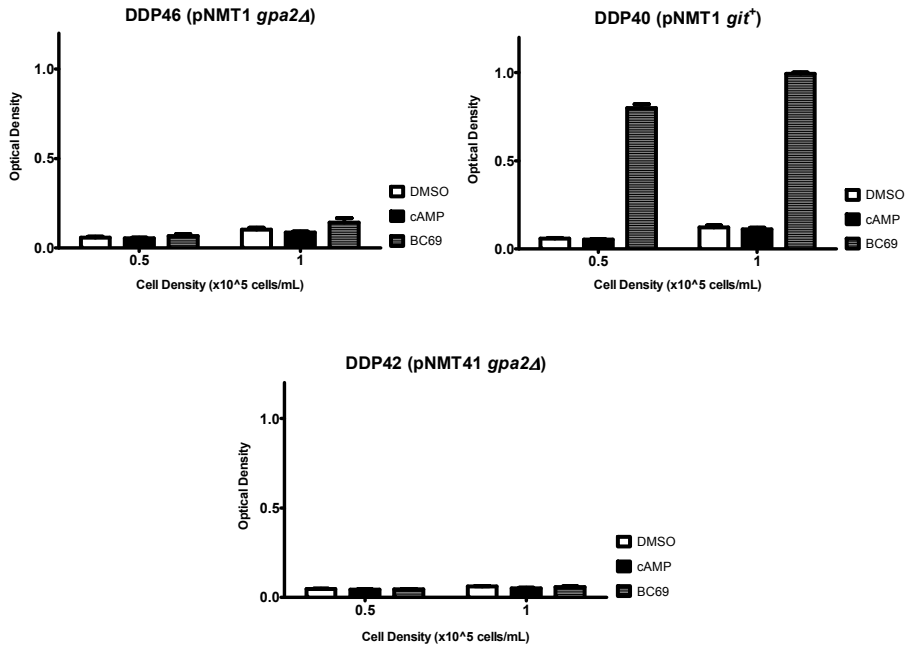 DDP46 (pNMT1 gpa2Δ)
1.0
Optical Density
0.5
0.0
0.5
1
Cell Density (x10^5 cells/mL)
DMSO
cAMP
BC69
DDP40 (pNMT1 git+)
1.0
Optical Density
0.5
0.0
0.5
1
Cell Density (x10^5 cells/mL)
DMSO
cAMP
BC69
DDP42 (pNMT41 gpa2Δ)
1.0
Optical Density
0.5
0.0
0.5
1
Cell Density (x10^5 cells/mL)
DMSO
cAMP
BC69